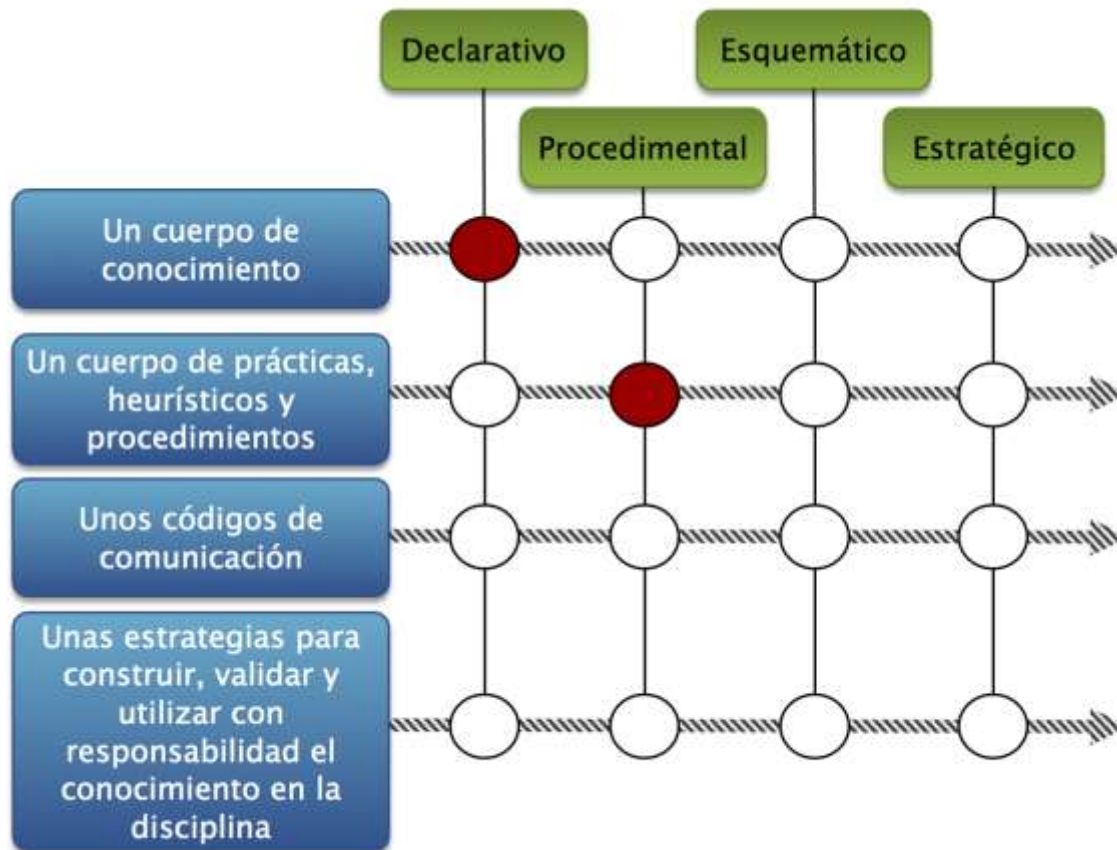 Declarativo
Esquemático
Procedimental
Estratégico
Un cuerpo de
conocimiento
Un cuerpo de prácticas,
heurísticos y
procedimientos
Unos códigos de
comunicación
Unas estrategias para
construir, validar y
utilizar con
responsabilidad el
conocimiento en la
disciplina